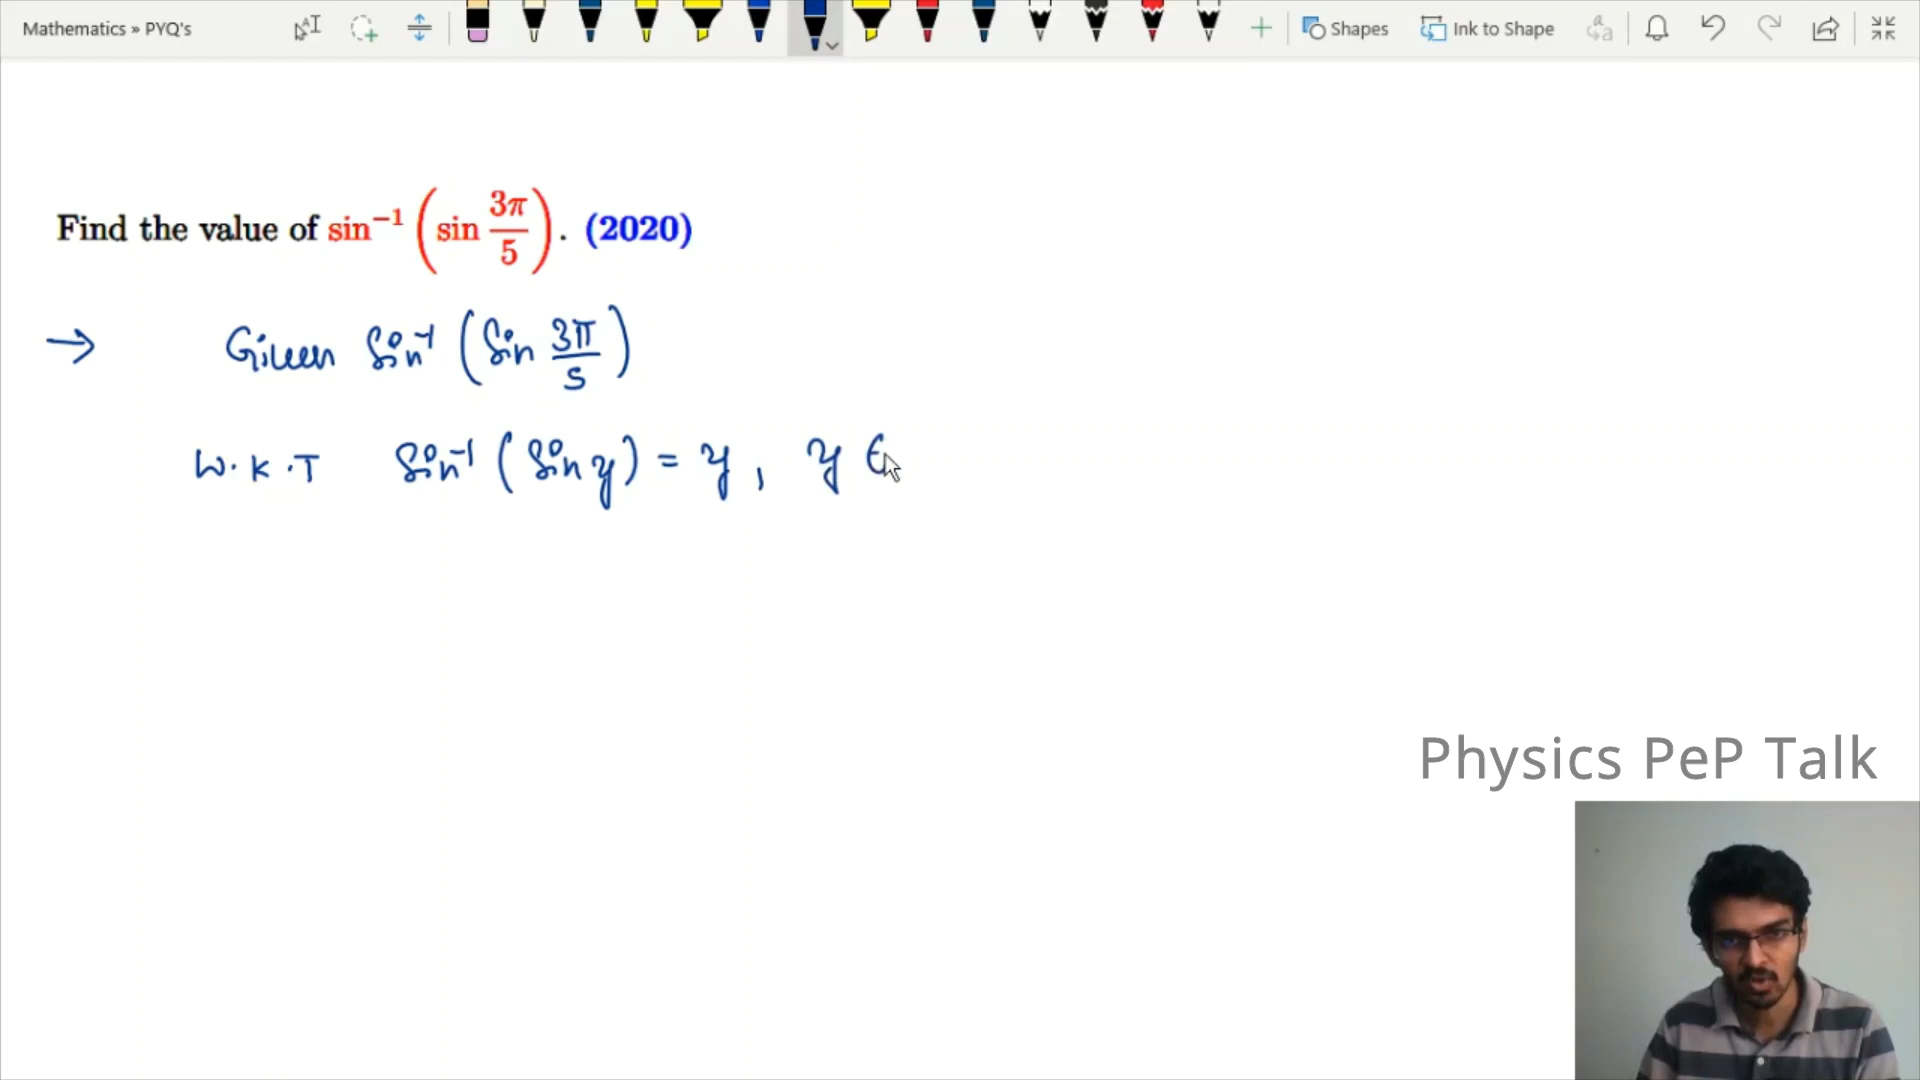 Mathematics » PYQ's
Shapes
Ink to Shape
Find the value of sin⁻¹ (sin 3π/5). (2020)
→ Given Sin⁻¹ (Sin 3π/5)
W.K.T Sin⁻¹ (Sin y) = y, y ∈
Physics PeP Talk